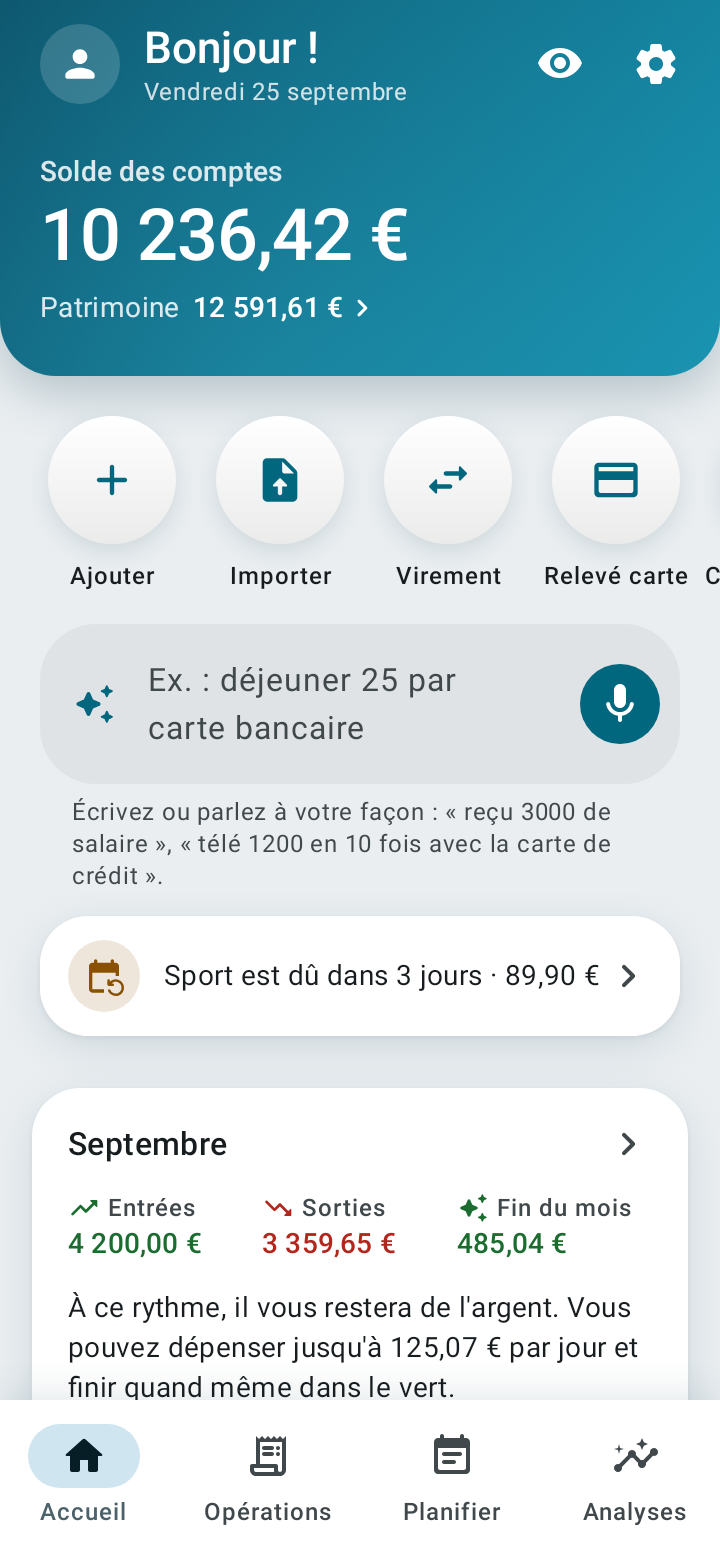 Bonjour !
Vendredi 25 septembre
Solde des comptes
10 236,42 €
Patrimoine 12 591,61 €
Ajouter
Importer
Virement
Relevé carte
C
Ex. : déjeuner 25 par
carte bancaire
Écrivez ou parlez à votre façon : « reçu 3000 de
salaire », « télé 1200 en 10 fois avec la carte de
crédit ».
Sport est dû dans 3 jours · 89,90 €
Septembre
Entrées
4 200,00 €
Sorties
3 359,65 €
Fin du mois
485,04 €
À ce rythme, il vous restera de l'argent. Vous
pouvez dépenser jusqu'à 125,07 € par jour et
finir quand même dans le vert.
Accueil
Opérations
Planifier
Analyses